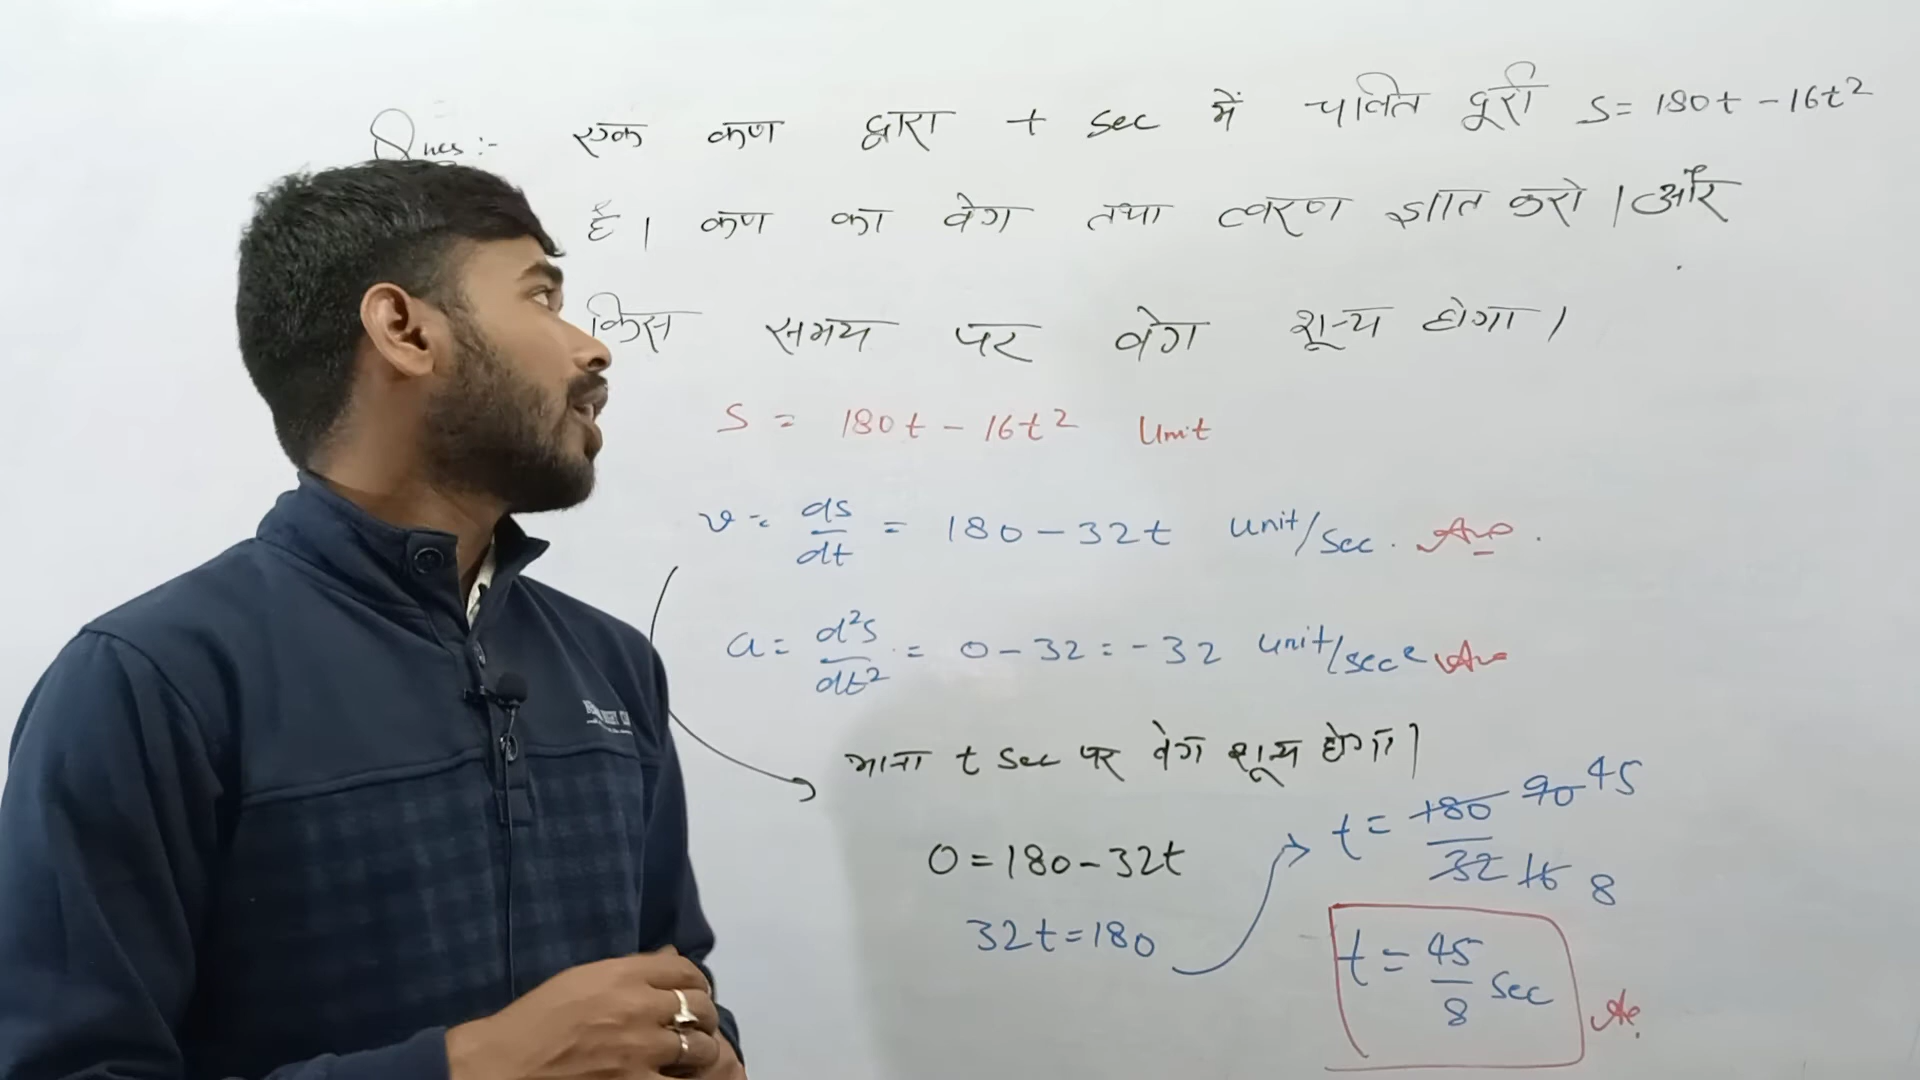 Ques :- एक कण द्वारा t sec में चलित दूरी S = 180t - 16t²
है। कण का वेग तथा त्वरण ज्ञात करो। और
किस समय पर वेग शून्य होगा।
S = 180t - 16t² Unit
v = ds/dt = 180 - 32t unit/sec. Ans.
a = d²s/dt² = 0 - 32 = -32 unit/sec² Ans
माना t sec पर वेग शून्य होगा।
0 = 180 - 32t
32t = 180
t = 180/32 90 45 16 8
t = 45/8 sec Ans.